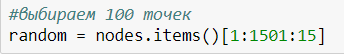 #выбираем 100 точек
random = nodes.items()[1:1501:15]